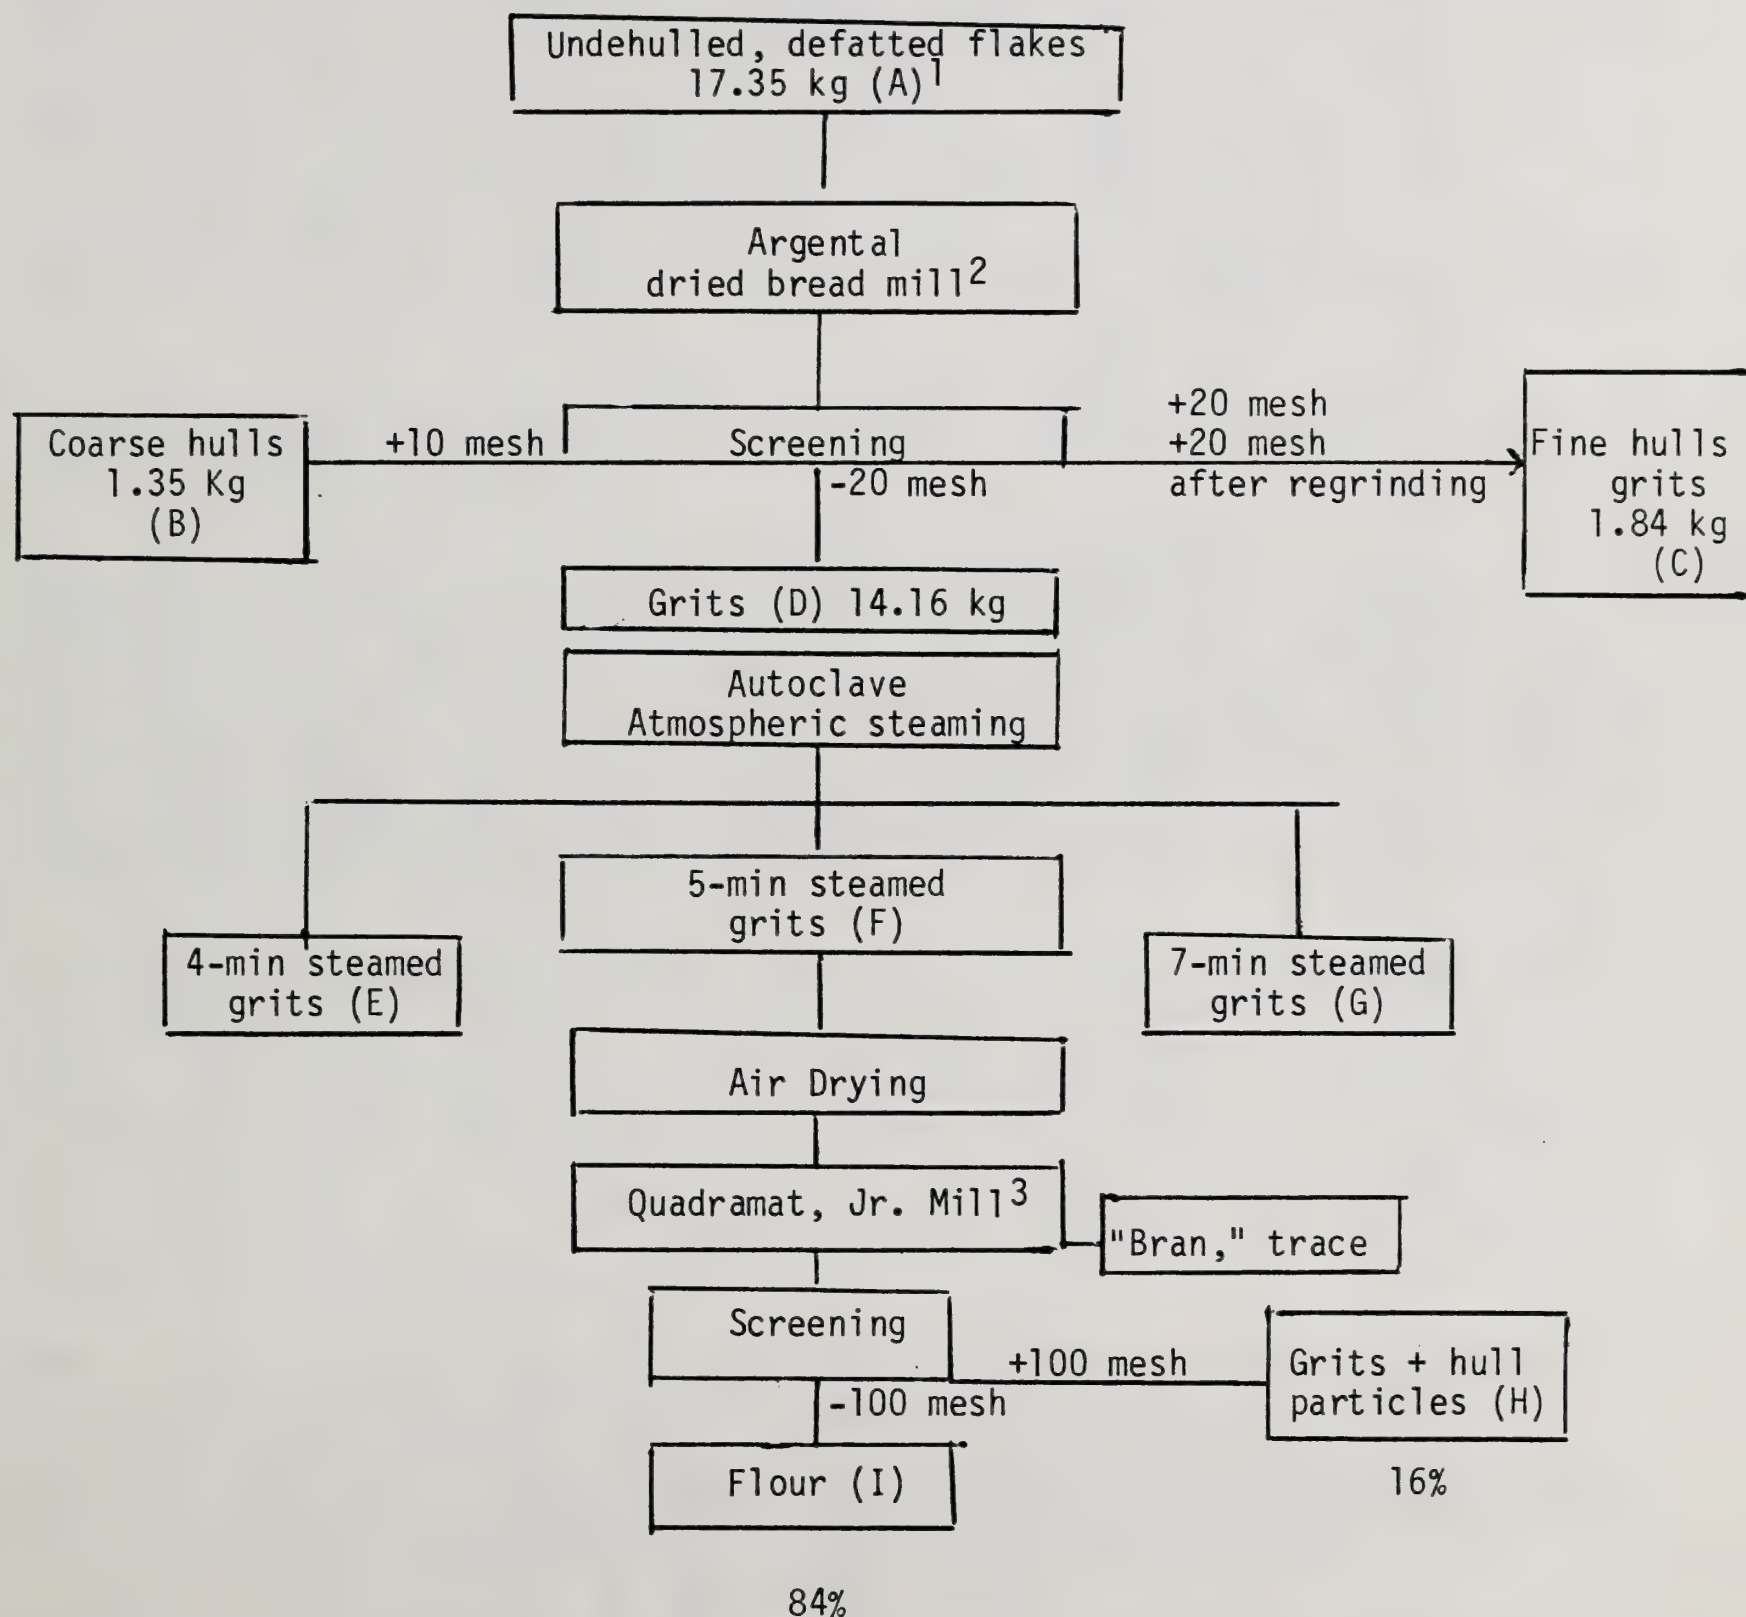 Undehulled, defatted flakes
17.35 kg (A)1
Argental
dried bread mill2
Coarse hulls
1.35 Kg
(B)
+10 mesh
Screening
-20 mesh
+20 mesh
+20 mesh
after regrinding
Fine hulls
grits
1.84 kg
(C)
Grits (D) 14.16 kg
Autoclave
Atmospheric steaming
4-min steamed
grits (E)
5-min steamed
grits (F)
7-min steamed
grits (G)
Air Drying
Quadramat, Jr. Mill3
"Bran," trace
Screening
+100 mesh
-100 mesh
Grits + hull
particles (H)
16%
Flour (I)
84%